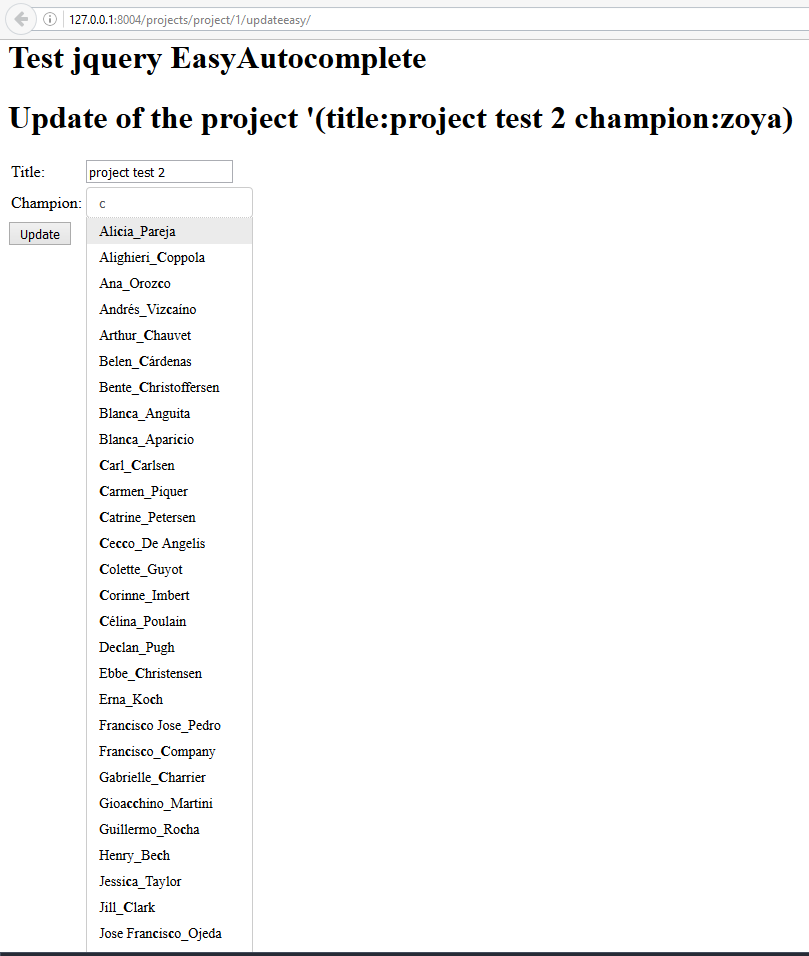 127.0.0.1:8004/projects/project/1/updateeasy/
Test jquery EasyAutocomplete
Update of the project '(title:project test 2 champion:zoya)
Title: project test 2
Champion: c
Update
Alicia_Pareja
Alighieri_Coppola
Ana_Orozco
Andrés_Vizcaíno
Arthur_Chauvet
Belen_Cárdenas
Bente_Christoffersen
Blanca_Anguita
Blanca_Aparicio
Carl_Carlsen
Carmen_Piquer
Catrine_Petersen
Cecco_De Angelis
Colette_Guyot
Corinne_Imbert
Célina_Poulain
Declan_Pugh
Ebbe_Christensen
Erna_Koch
Francisco Jose_Pedro
Francisco_Company
Gabrielle_Charrier
Gioacchino_Martini
Guillermo_Rocha
Henry_Bech
Jessica_Taylor
Jill_Clark
Jose Francisco_Ojeda